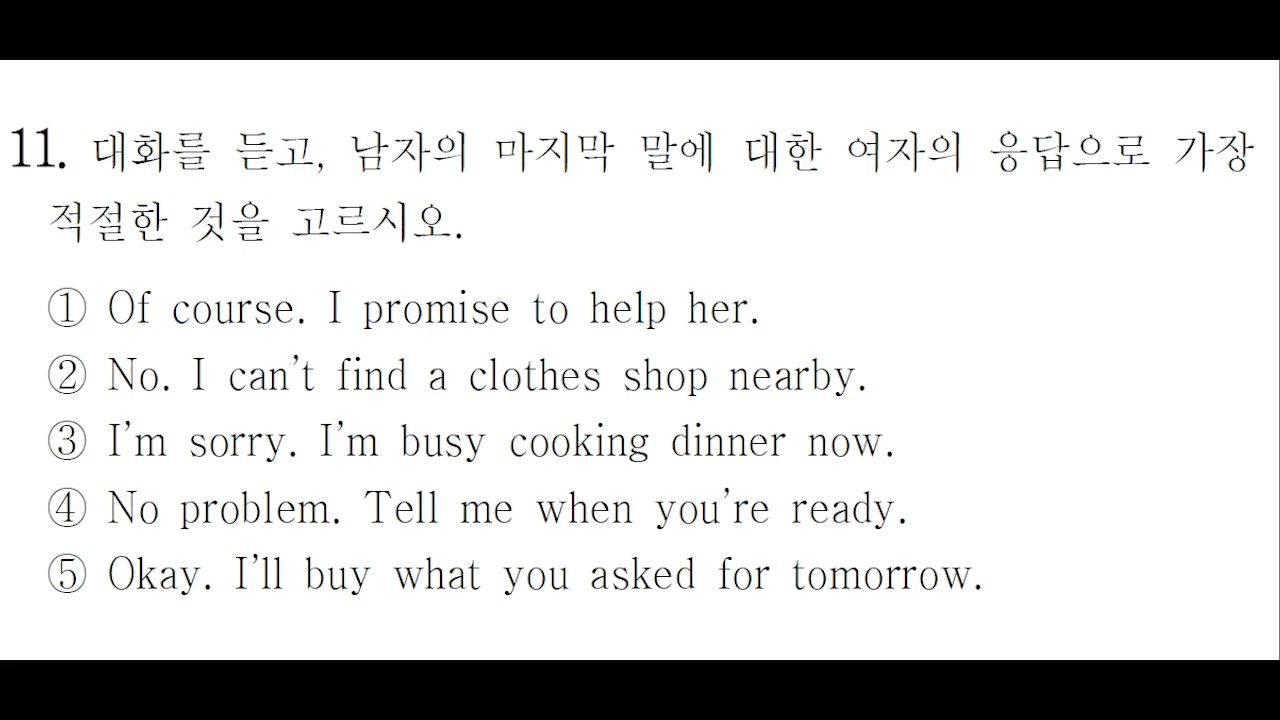 11. 대화를 듣고, 남자의 마지막 말에 대한 여자의 응답으로 가장
적절한 것을 고르시오.
① Of course. I promise to help her.
② No. I can't find a clothes shop nearby.
③ I'm sorry. I'm busy cooking dinner now.
④ No problem. Tell me when you're ready.
⑤ Okay. I'll buy what you asked for tomorrow.